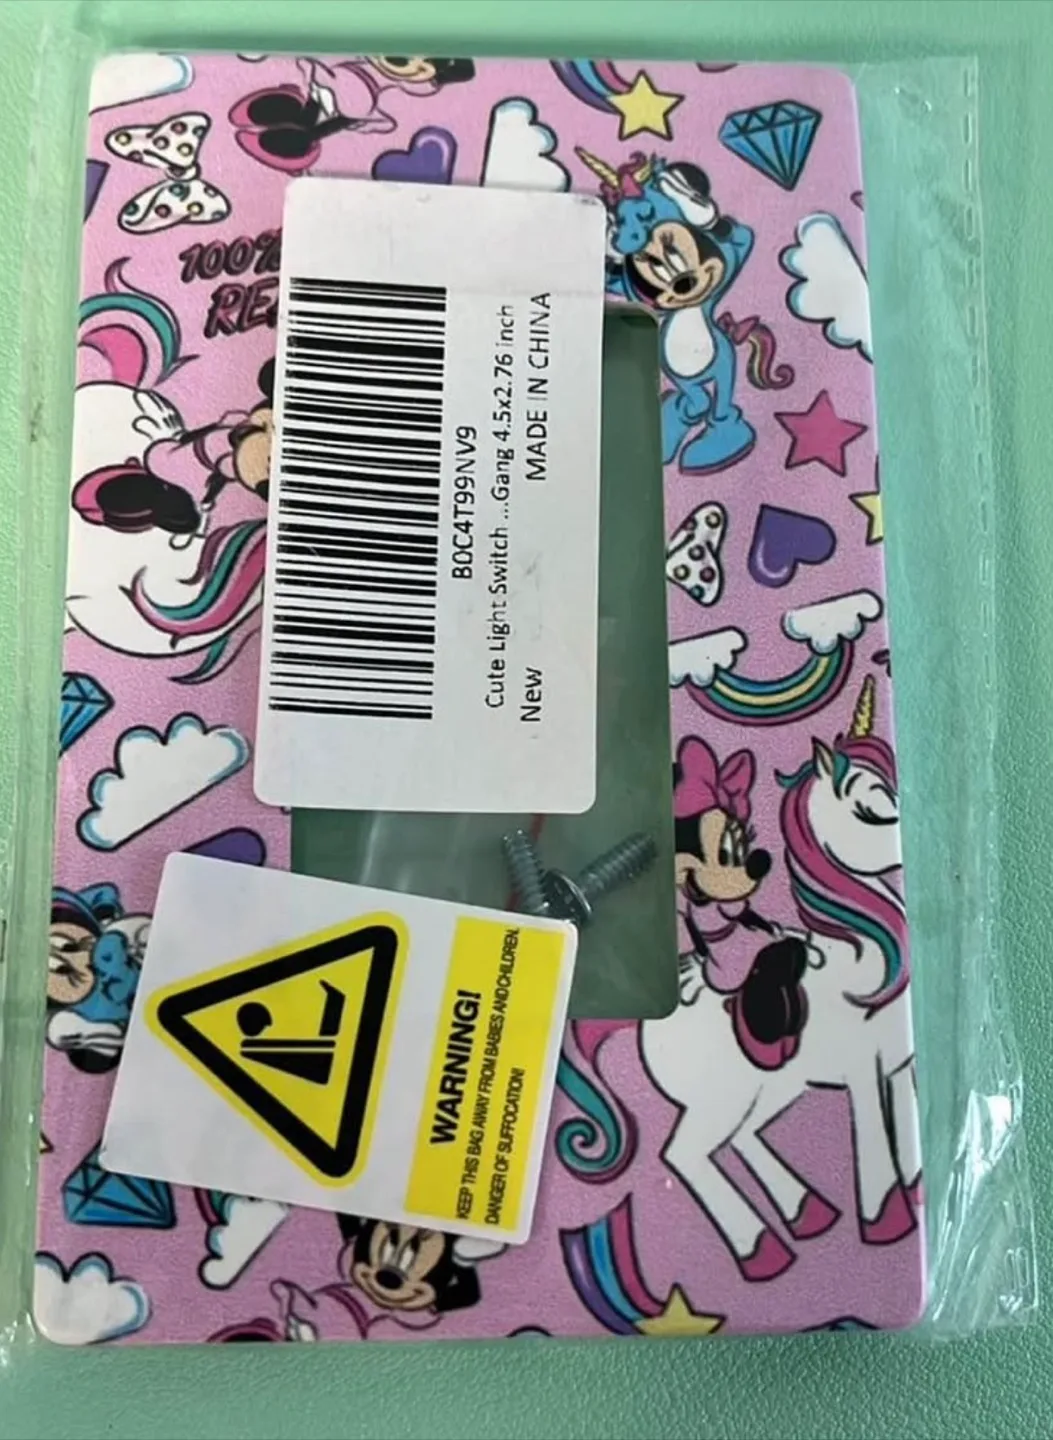 100%
RE
B0C4T99NV9
Cute Light Switch ...Gang 4.5x2.76 inch
New
MADE IN CHINA
WARNING!
KEEP THIS BAG AWAY FROM BABIES AND CHILDREN.
DANGER OF SUFFOCATION!